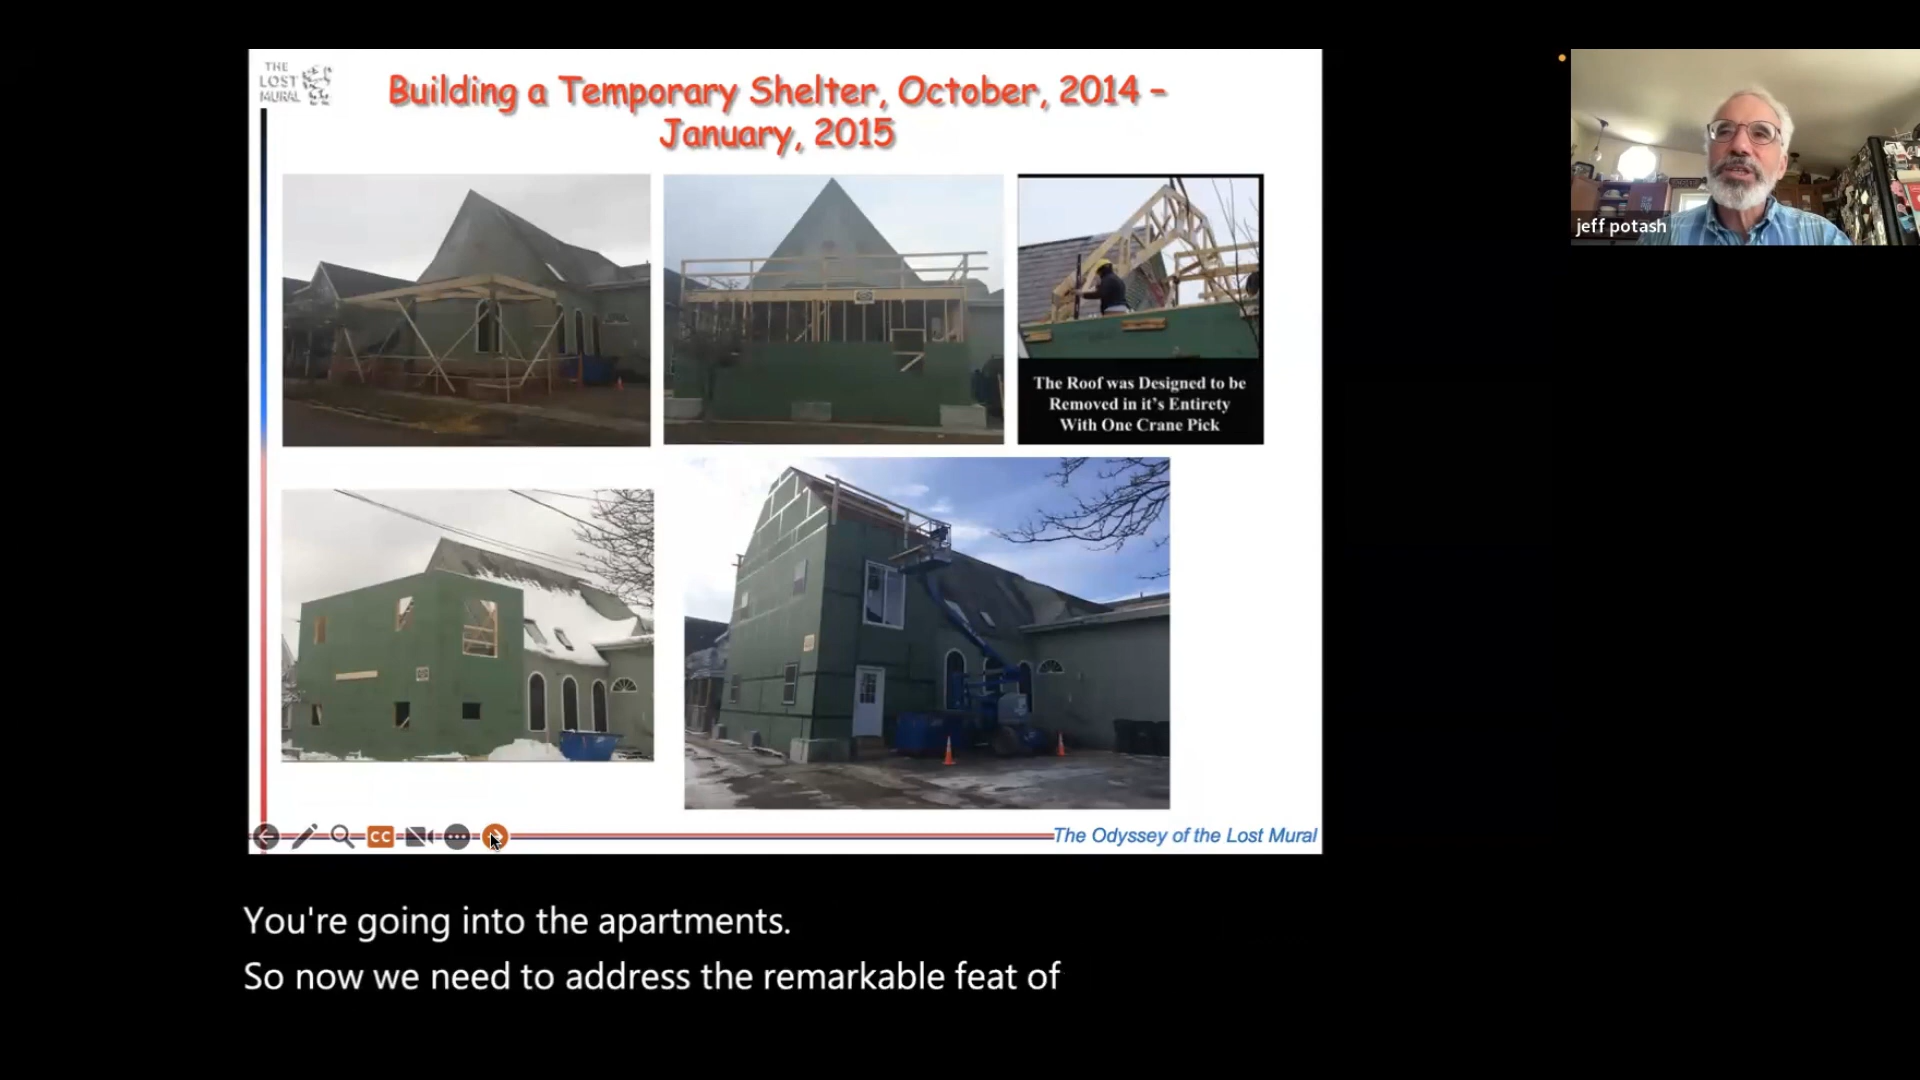 THE
LOST
MURAL
Building a Temporary Shelter, October, 2014 –
January, 2015
The Roof was Designed to be
Removed in it's Entirety
With One Crane Pick
CC
The Odyssey of the Lost Mural
jeff potash
You're going into the apartments.
So now we need to address the remarkable feat of